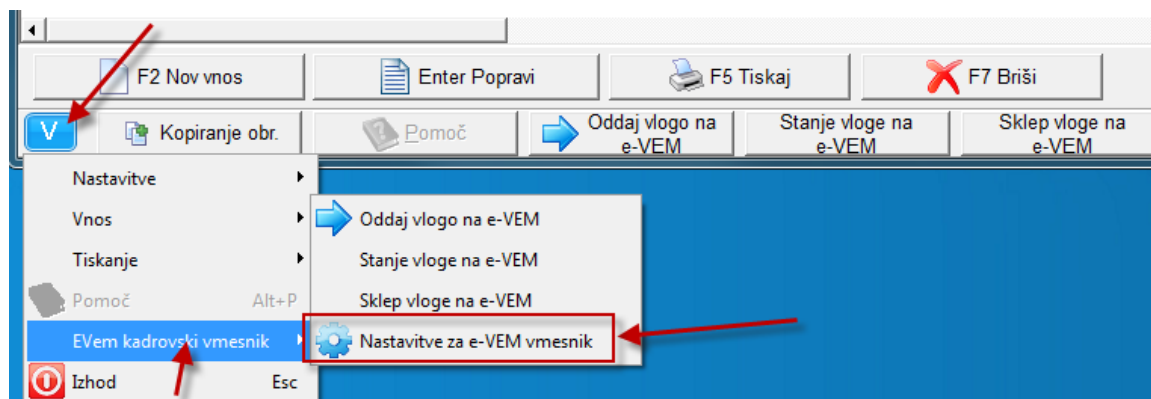 F2 Nov vnos
Enter Popravi
F5 Tiskaj
F7 Briši
V
Kopiranje obr.
Pomoč
Oddaj vlogo na
e-VEM
Stanje vloge na
e-VEM
Sklep vloge na
e-VEM
Nastavitve
Vnos
Tiskanje
Pomoč Alt+P
EVem kadrovski vmesnik
Izhod Esc
Oddaj vlogo na e-VEM
Stanje vloge na e-VEM
Sklep vloge na e-VEM
Nastavitve za e-VEM vmesnik